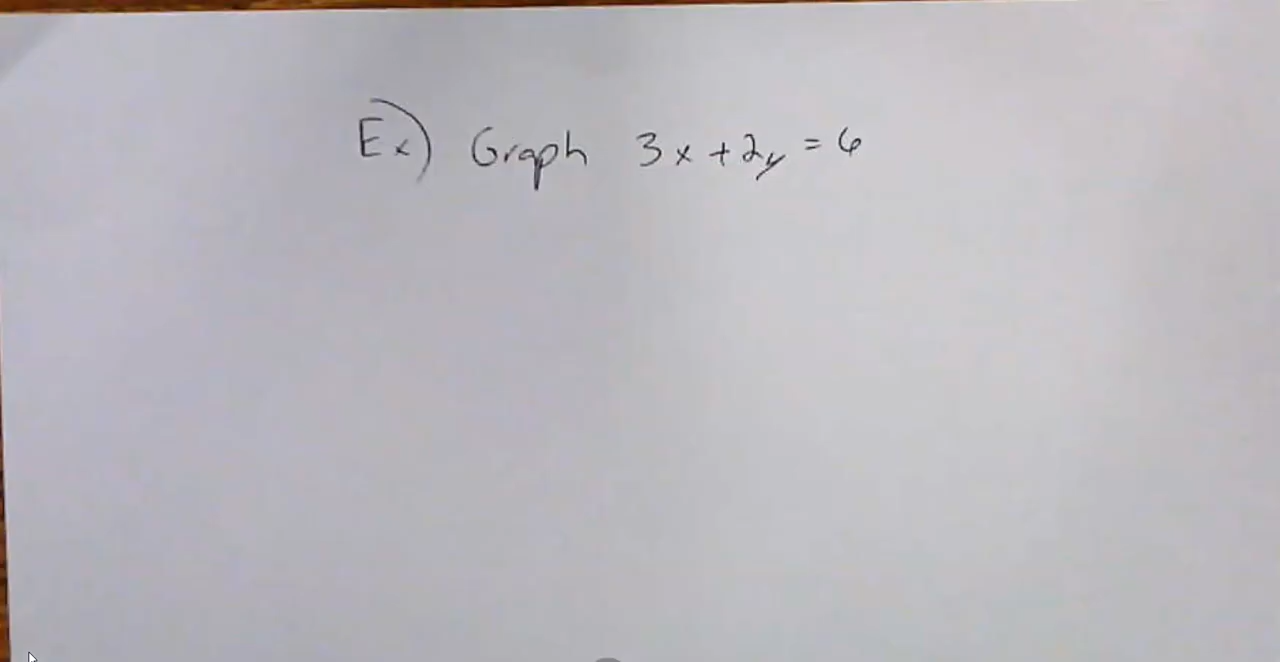 Ex) Graph 3x + 2y = 6